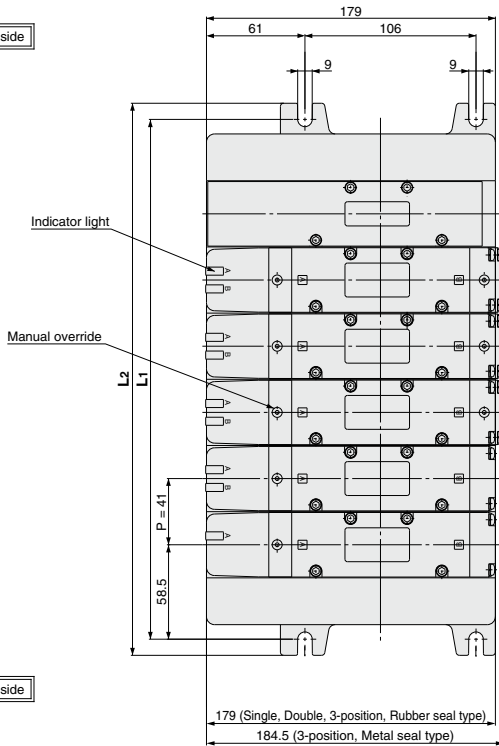 179
61
106
9
9
side
Indicator light
A
B
A
B
Manual override
A
B
A
B
L2
L1
A
B
A
B
A
B
A
B
P = 41
A
B
A
A
B
58.5
side
179 (Single, Double, 3-position, Rubber seal type)
184.5 (3-position, Metal seal type)